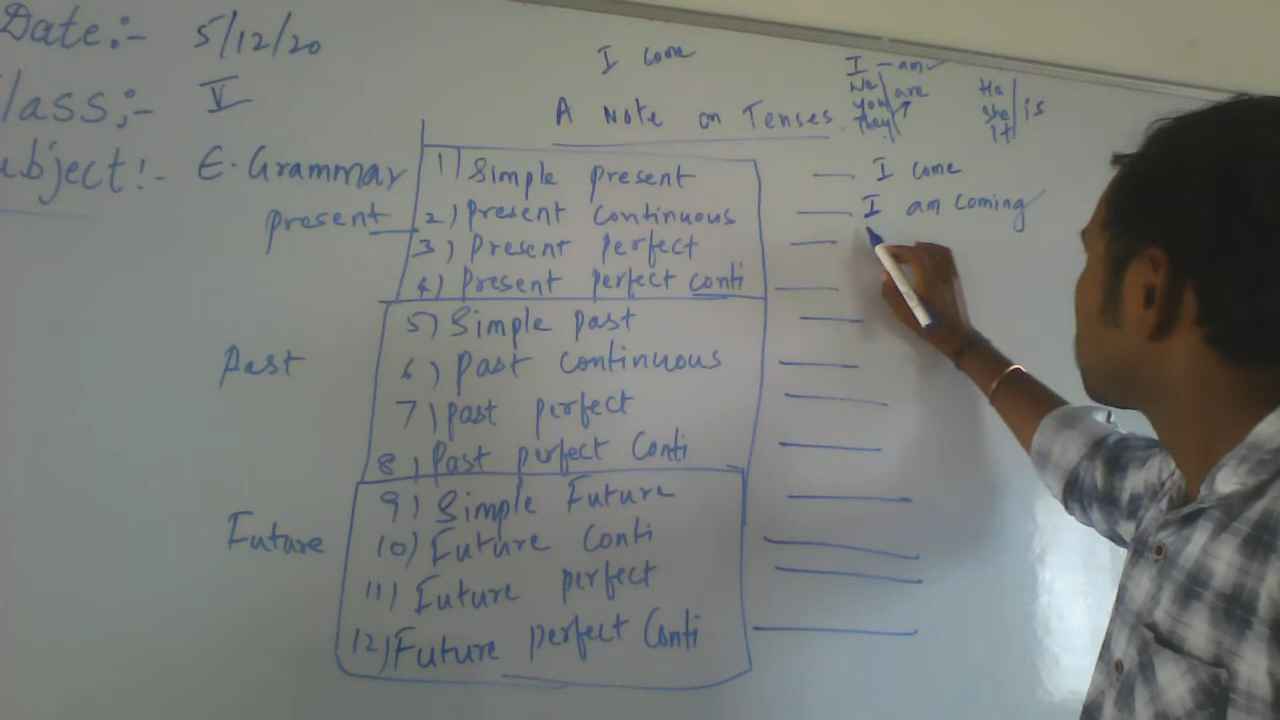 Date:- 5/12/20
Class:- V
Subject:- E. Grammar
I come
A Note on Tenses
I - am
We
You
They
are
He
She
It
is
present
1) Simple present — I come
2) Present continuous — I am coming
3) Present perfect —
4) Present perfect conti —
Past
5) Simple past —
6) Past continuous —
7) Past perfect —
8) Past perfect Conti —
Future
9) Simple Future —
10) Future Conti —
11) Future perfect —
12) Future perfect Conti —